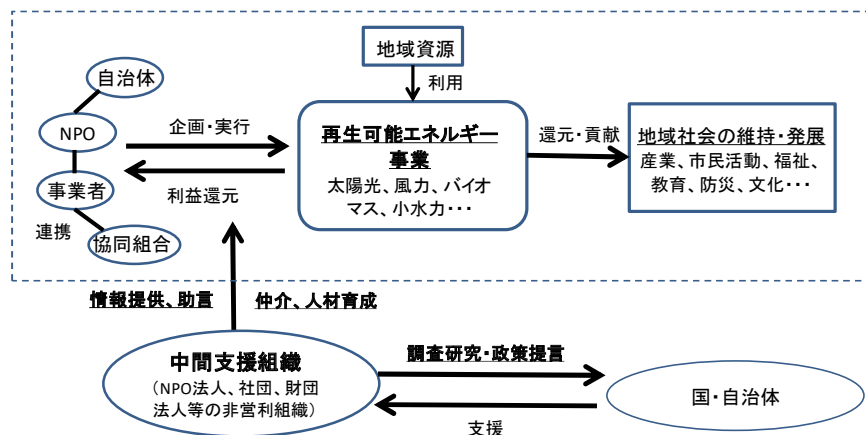 地域資源
利用
自治体
NPO
事業者
協同組合
連携
企画・実行
利益還元
再生可能エネルギー
事業
太陽光、風力、バイオ
マス、小水力・・・
還元・貢献
地域社会の維持・発展
産業、市民活動、福祉、
教育、防災、文化・・・
情報提供、助言
仲介、人材育成
中間支援組織
(NPO法人、社団、財団
法人等の非営利組織)
調査研究・政策提言
支援
国・自治体